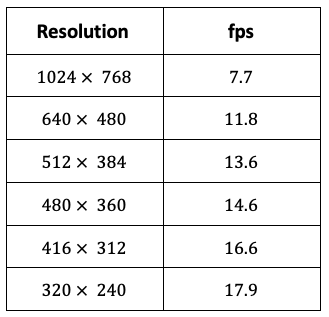 Resolution fps
1024 × 768 7.7
640 × 480 11.8
512 × 384 13.6
480 × 360 14.6
416 × 312 16.6
320 × 240 17.9